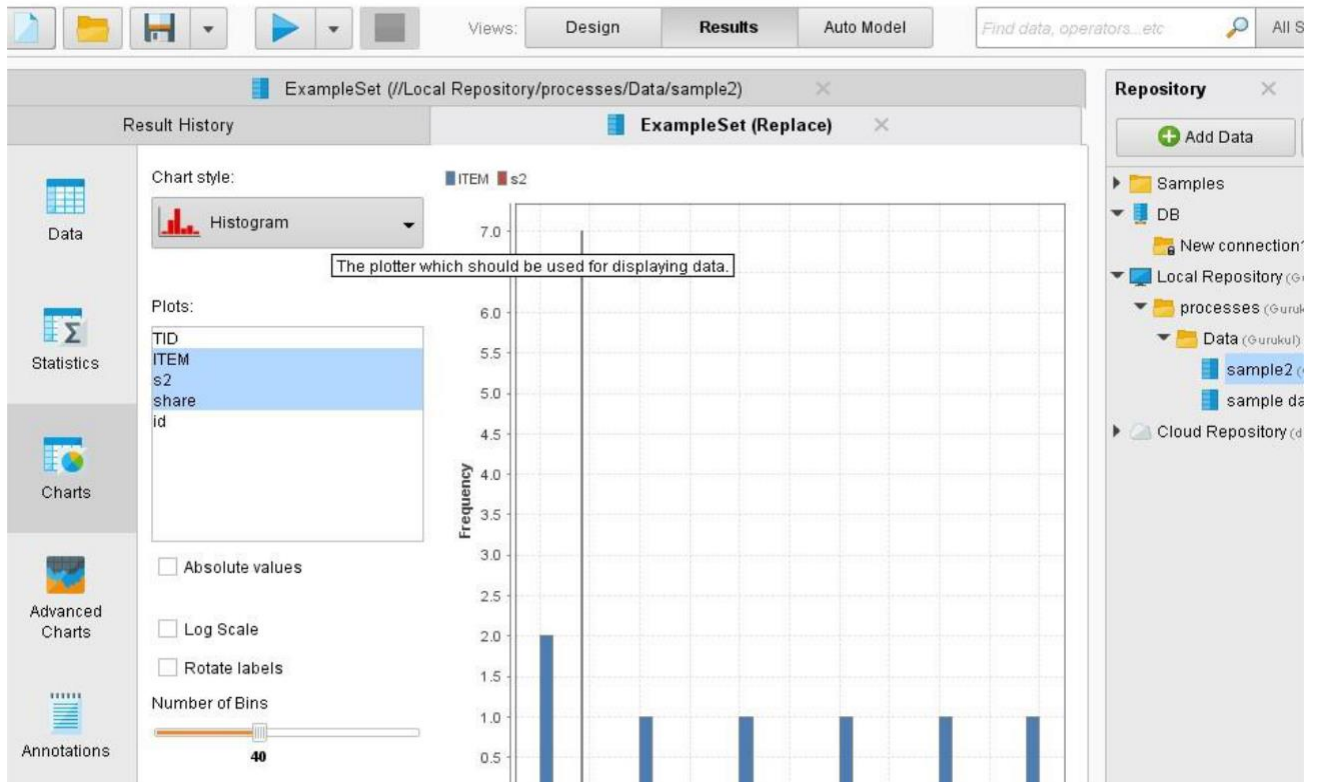 Views: Design Results Auto Model Find data, operators...etc All S
ExampleSet (//Local Repository/processes/Data/sample2)
Result History ExampleSet (Replace)
Data
Statistics
Charts
Advanced
Charts
Annotations
Chart style:
Histogram
The plotter which should be used for displaying data.
Plots:
TID
ITEM
s2
share
id
Absolute values
Log Scale
Rotate labels
Number of Bins
40
ITEM s2
Frequency
7.0
6.0
5.5
5.0
4.5
4.0
3.5
3.0
2.5
2.0
1.5
1.0
0.5
Repository
Add Data
Samples
DB
New connection
Local Repository
processes (Guruk
Data (Gurukul)
sample2
sample da
Cloud Repository (d